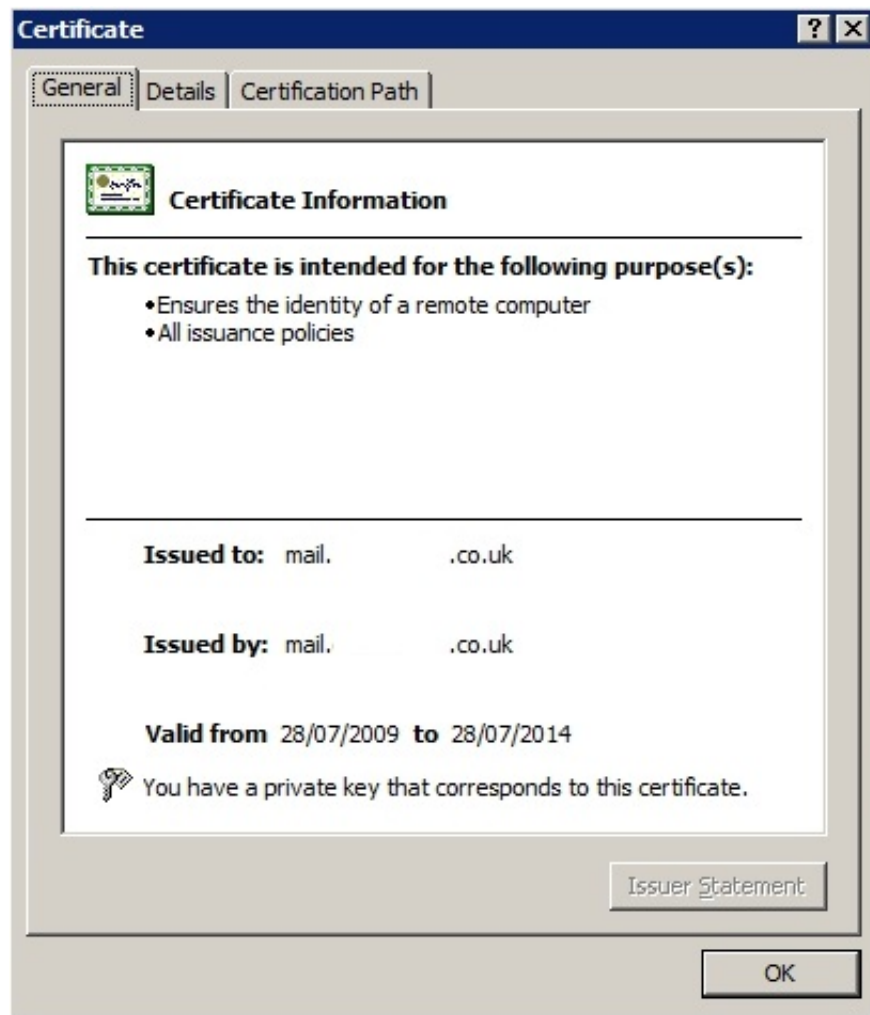 Certificate
General Details Certification Path
Certificate Information
This certificate is intended for the following purpose(s):
•Ensures the identity of a remote computer
•All issuance policies
Issued to: mail. .co.uk
Issued by: mail. .co.uk
Valid from 28/07/2009 to 28/07/2014
You have a private key that corresponds to this certificate.
Issuer Statement
OK